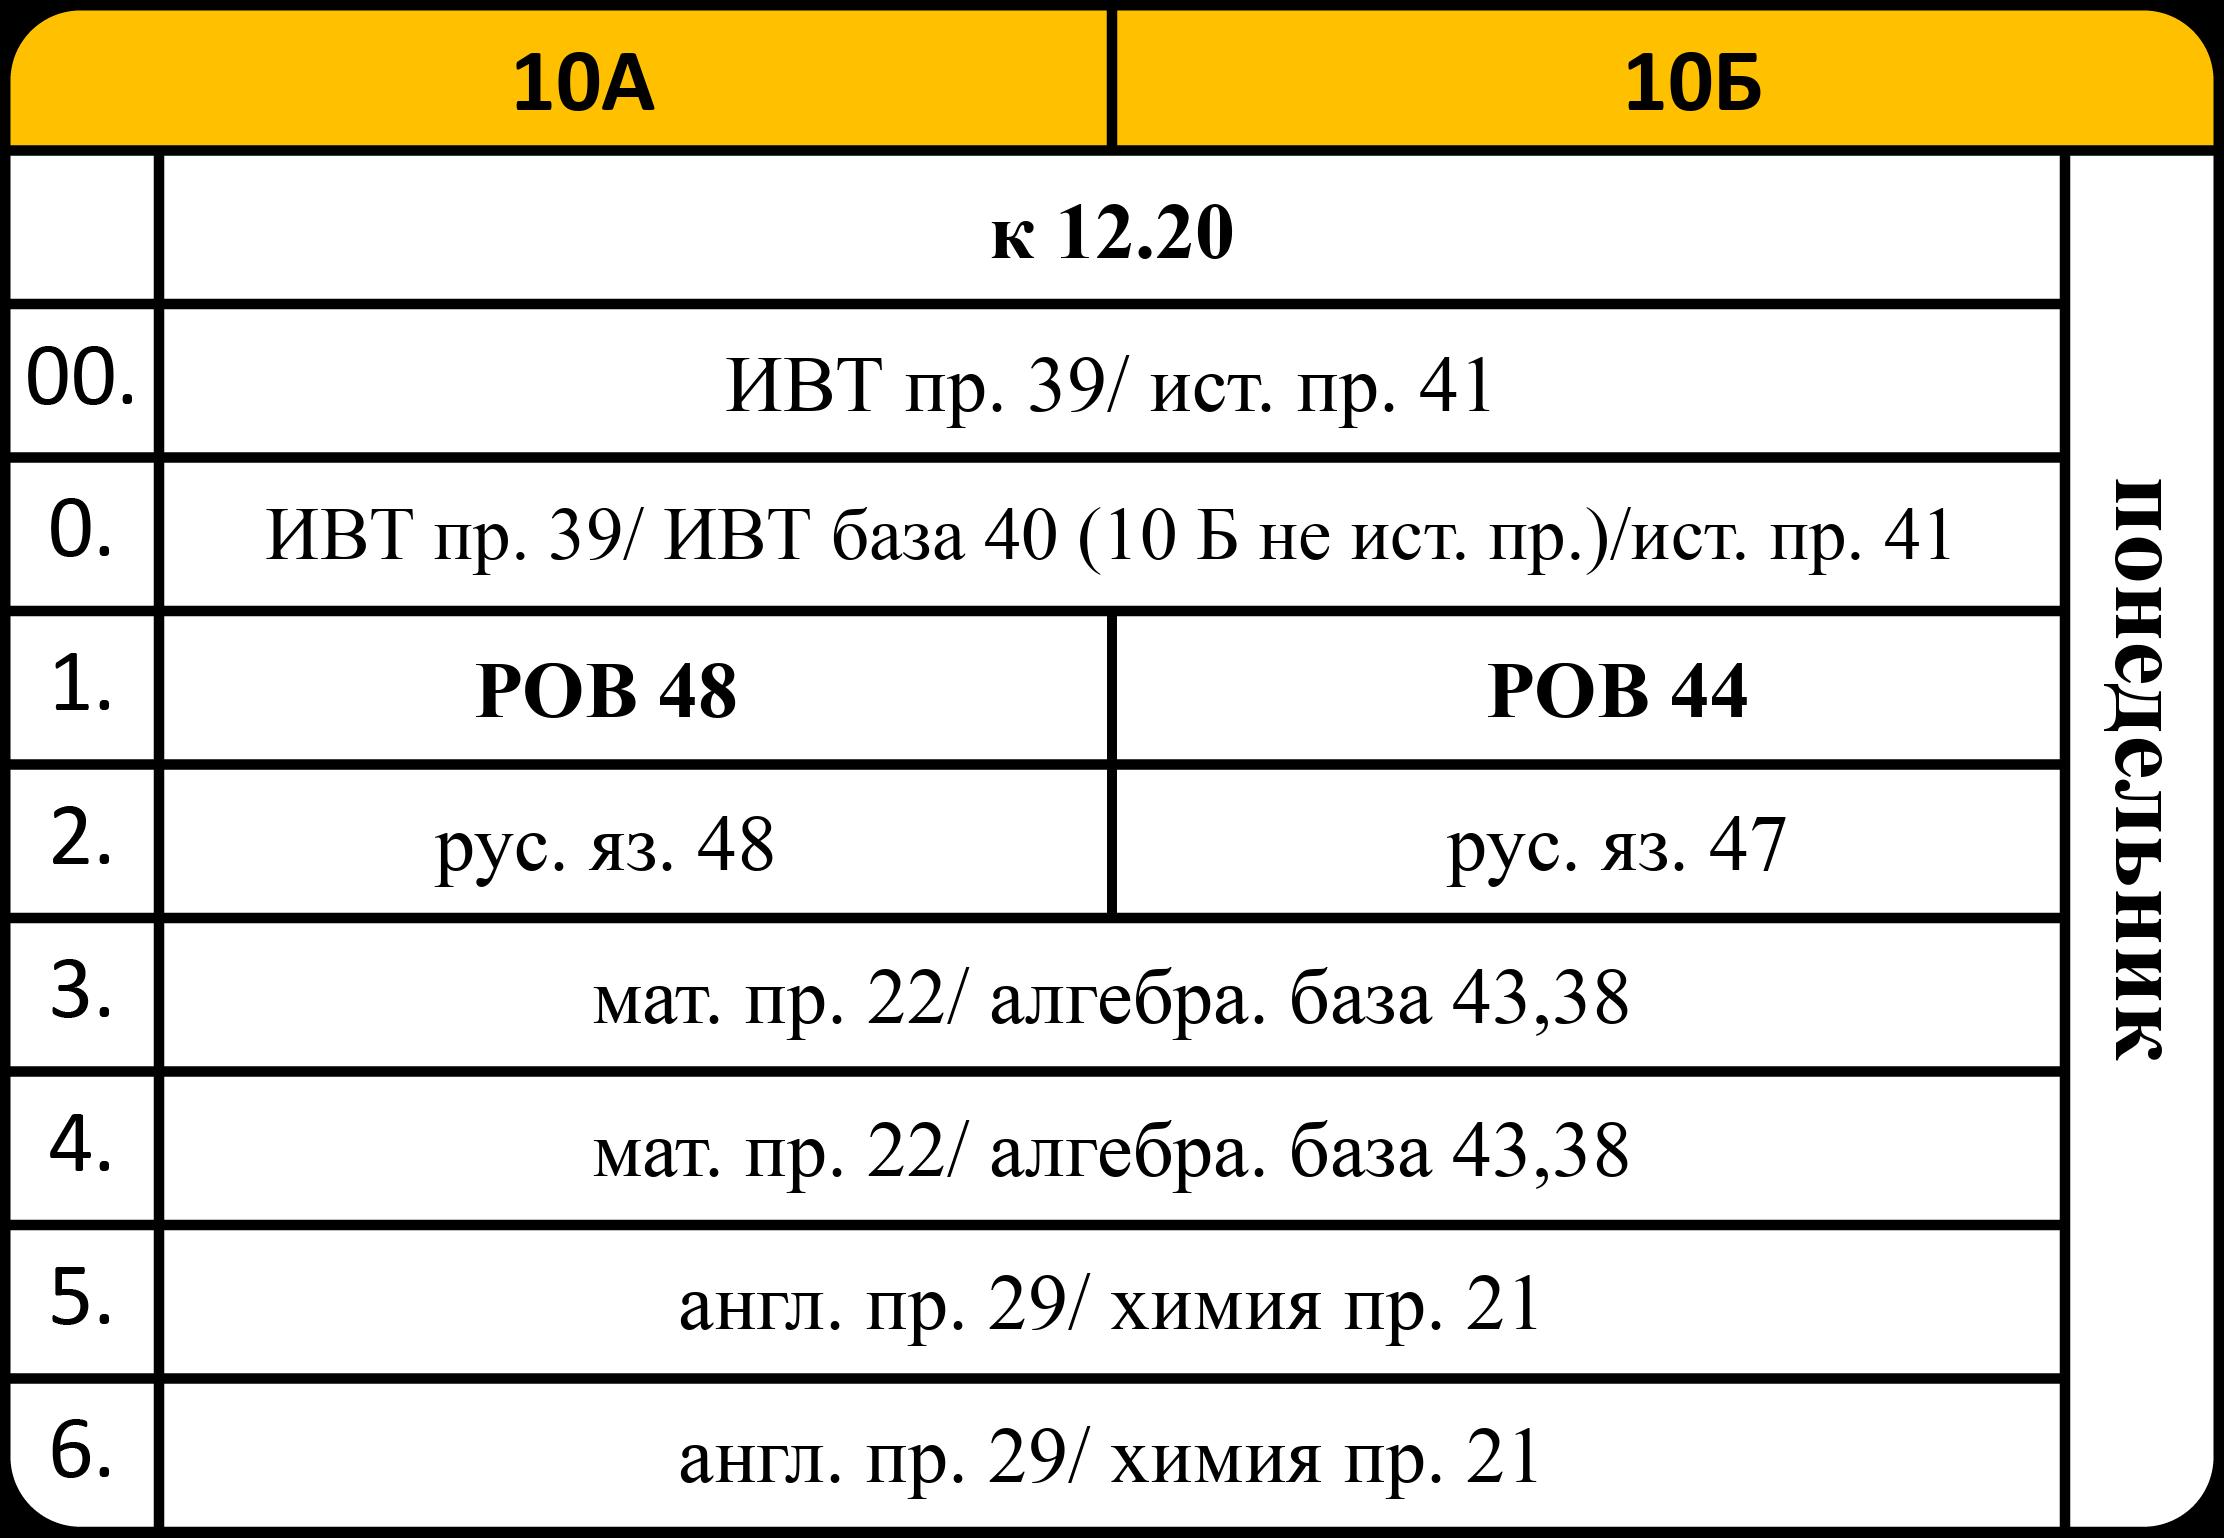 10А 10Б
к 12.20
00. ИВТ пр. 39/ ист. пр. 41
0. ИВТ пр. 39/ ИВТ база 40 (10 Б не ист. пр.)/ист. пр. 41
1. РОВ 48 РОВ 44
2. рус. яз. 48 рус. яз. 47
3. мат. пр. 22/ алгебра. база 43,38
4. мат. пр. 22/ алгебра. база 43,38
5. англ. пр. 29/ химия пр. 21
6. англ. пр. 29/ химия пр. 21
понедельник